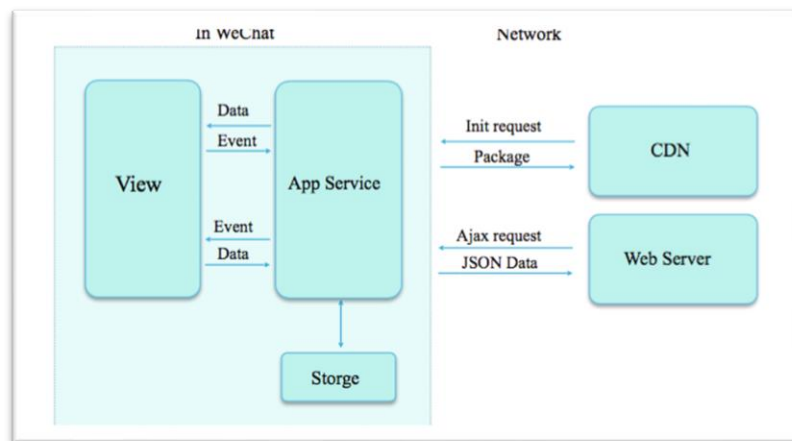 In WeChat
Network
Data
Event
View
App Service
Event
Data
Storge
Init request
Package
CDN
Ajax request
JSON Data
Web Server